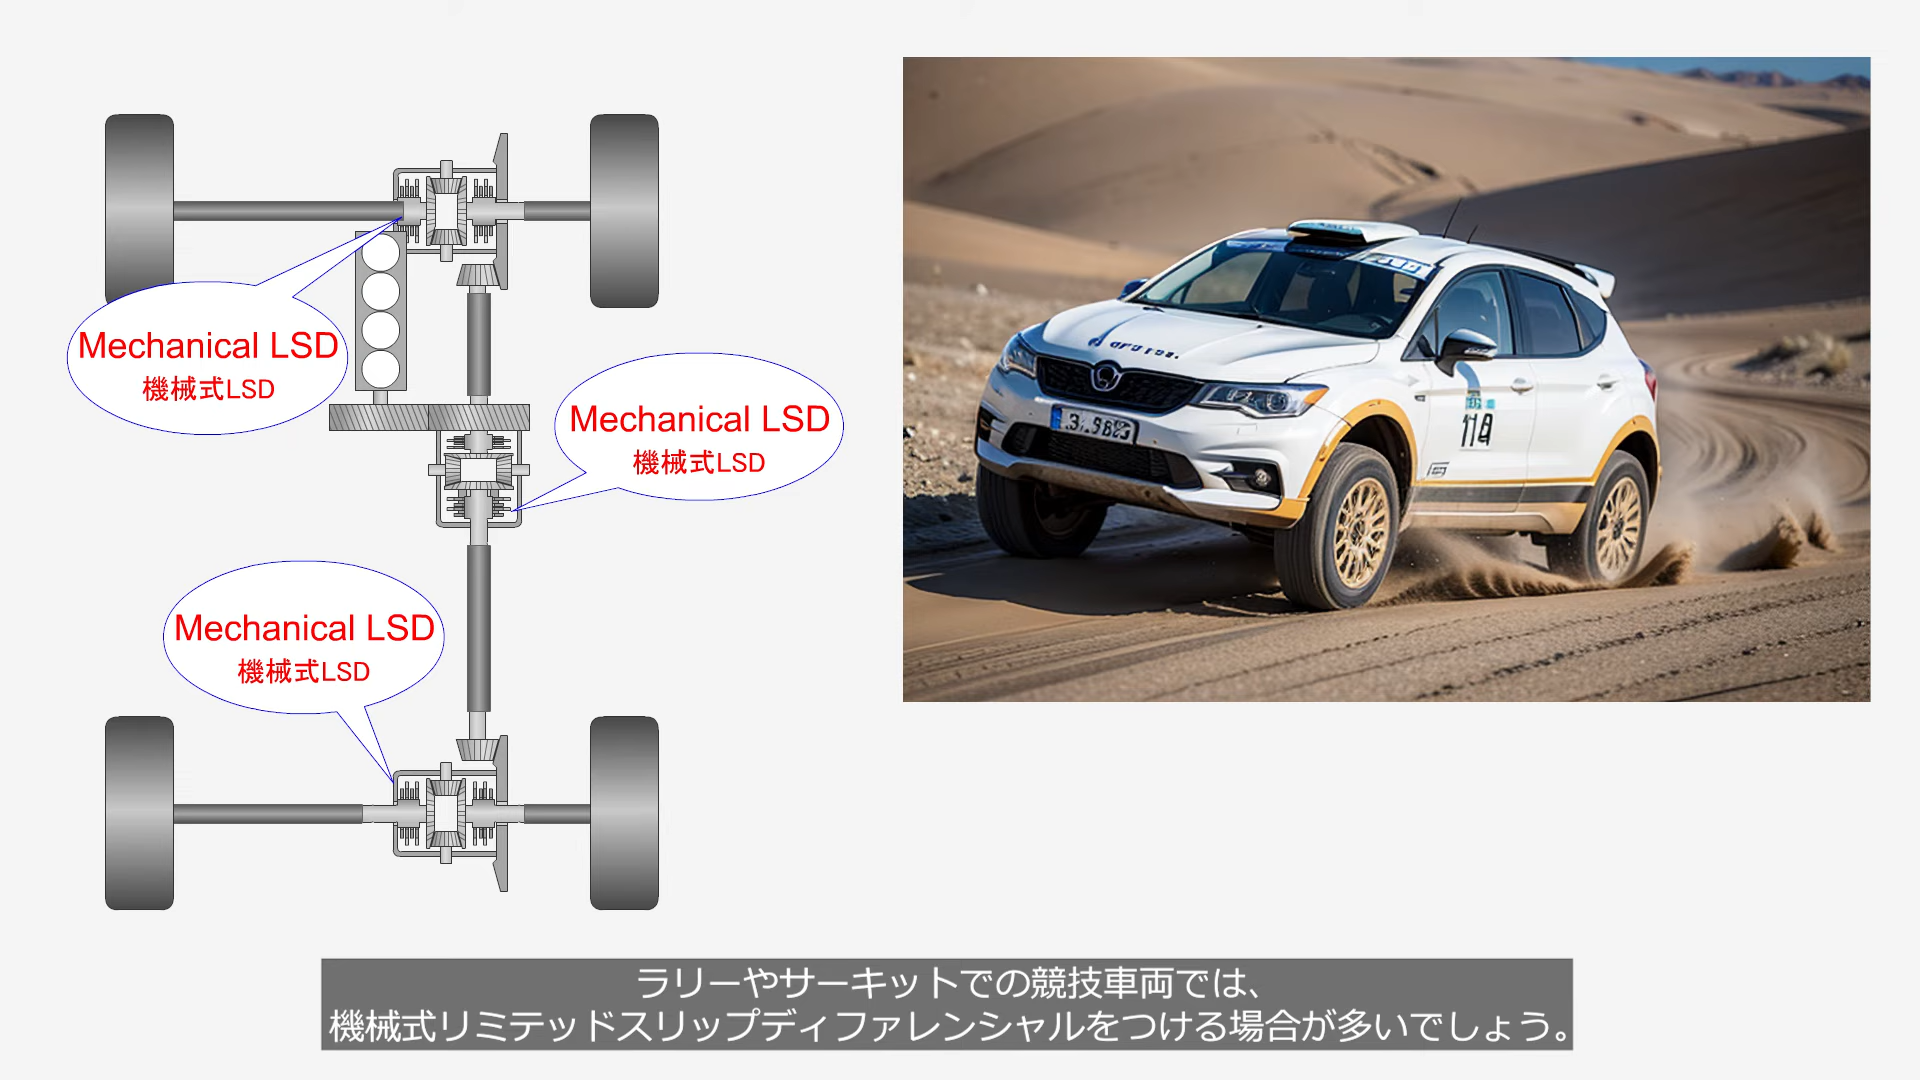 Mechanical LSD
機械式LSD
Mechanical LSD
機械式LSD
Mechanical LSD
機械式LSD
ラリーやサーキットでの競技車両では、
機械式リミテッドスリップディファレンシャルをつける場合が多いでしょう。